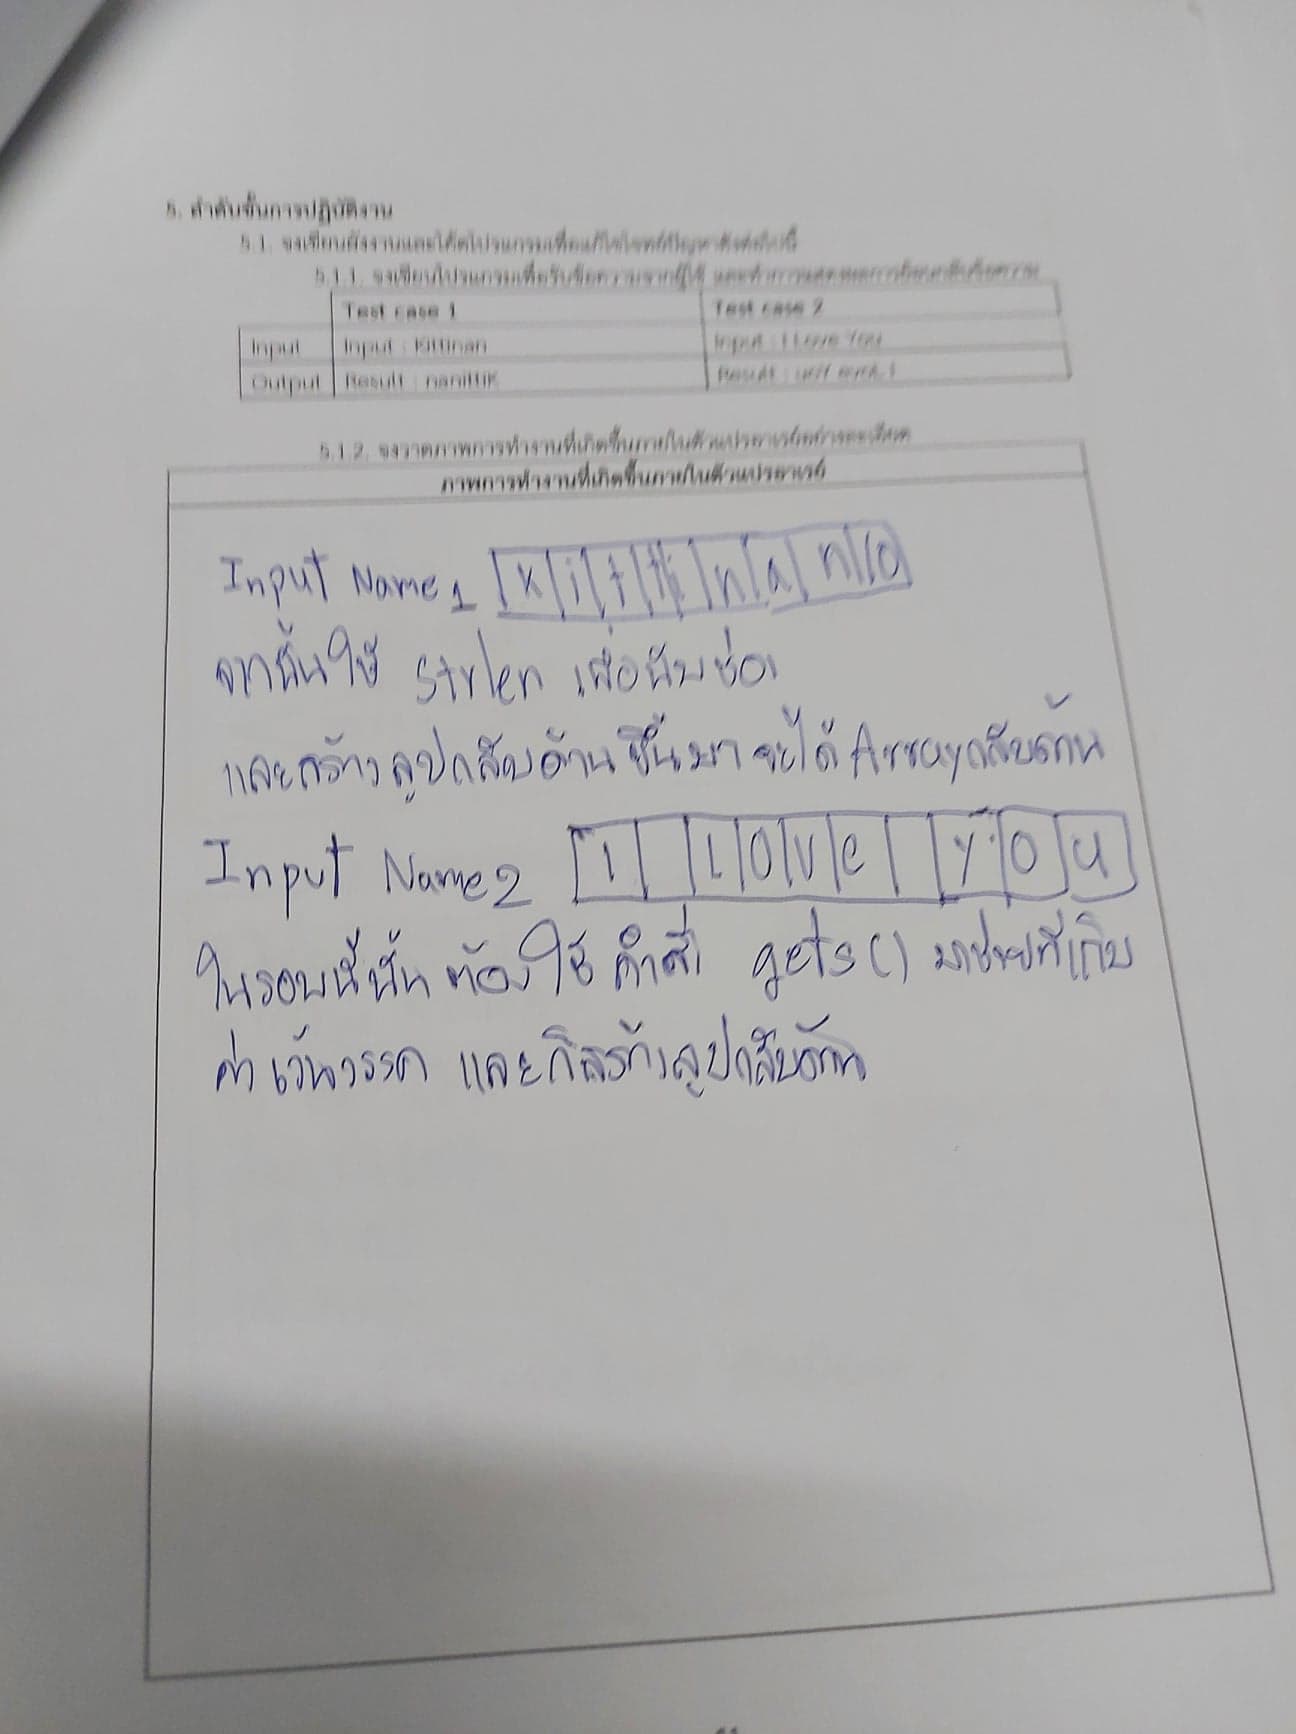 5. ลำดับขั้นการปฏิบัติงาน
5.1. จงเขียนผังงานและโค้ดโปรแกรมเพื่อแก้ไขโจทย์ปัญหาดังต่อไปนี้
5.1.1. จงเขียนโปรแกรมเพื่อรับข้อความจากผู้ใช้ และทำการแสดงผลการย้อนกลับข้อความ
Test case 1 Test case 2
Input Input : Kittinan Input : I Love You
Output Result : nanittiK Result : uoY evoL I
5.1.2. จงวาดภาพการทำงานที่เกิดขึ้นภายในตัวแปรอาเรย์อย่างละเอียด
ภาพการทำงานที่เกิดขึ้นภายในตัวแปรอาเรย์
Input Name1 K i t t i n a n \0
จากนั้นใช้ Strlen เพื่อนับช่อง
และสร้างลูปกลับด้านขึ้นมา จะได้ Arrayกลับด้าน
Input Name2 I L O V e y o u
ในรอบนี้นั้น ต้องใช้ คำสั่ง gets() มาช่วยที่เก็บ
ค่าเว้นวรรค และก็สร้างลูปกลับด้าน